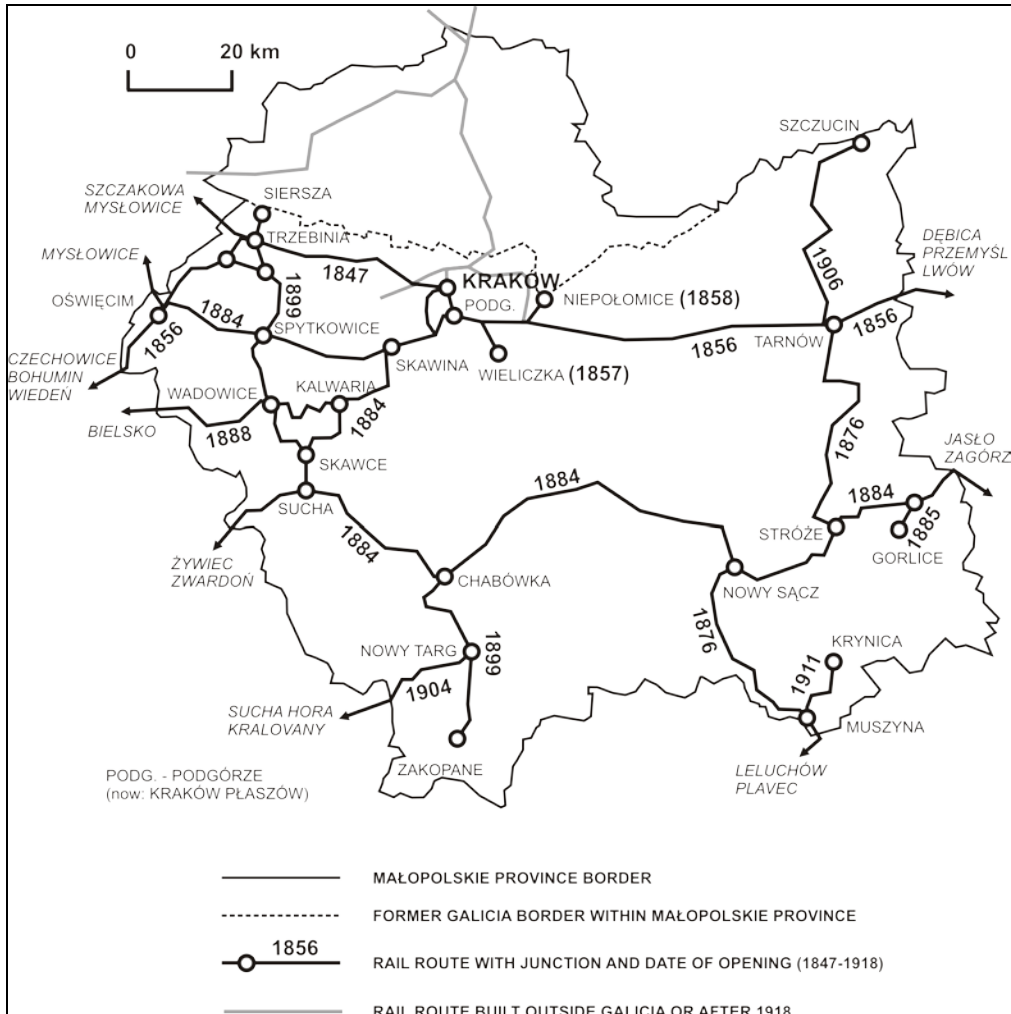 0 20 km
SZCZUCIN
SZCZAKOWA
MYSŁOWICE
SIERSZA
TRZEBINIA
MYSŁOWICE
1847
KRAKÓW
PODG.
NIEPOŁOMICE (1858)
1906
DĘBICA
PRZEMYŚL
LWÓW
OŚWIĘCIM
1884
1899
1856
SPYTKOWICE
SKAWINA
WIELICZKA (1857)
1856
TARNÓW
1856
CZECHOWICE
BOHUMIN
WIEDEŃ
WADOWICE
KALWARIA
1884
BIELSKO
1888
SKAWCE
1876
JASŁO
ZAGÓRZ
1884
1884
SUCHA
1884
STRÓŻE
1885
GORLICE
ŻYWIEC
ZWARDOŃ
CHABÓWKA
NOWY SĄCZ
1876
NOWY TARG
1899
1904
KRYNICA
1911
SUCHA HORA
KRALOVANY
MUSZYNA
ZAKOPANE
LELUCHÓW
PLAVEC
PODG. - PODGÓRZE
(now: KRAKÓW PŁASZÓW)
MAŁOPOLSKIE PROVINCE BORDER
FORMER GALICIA BORDER WITHIN MAŁOPOLSKIE PROVINCE
1856
RAIL ROUTE WITH JUNCTION AND DATE OF OPENING (1847-1918)
RAIL ROUTE BUILT OUTSIDE GALICIA OR AFTER 1918